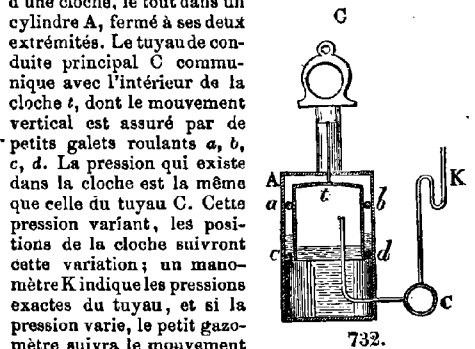 d'une cloche, le tout dans un
cylindre A, fermé à ses deux
extrémités. Le tuyau de con-
duite principal C commu-
nique avec l'intérieur de la
cloche t, dont le mouvement
vertical est assuré par de
petits galets roulants a, b,
c, d. La pression qui existe
dans la cloche est la même
que celle du tuyau C. Cette
pression variant, les posi-
tions de la cloche suivront
cette variation; un mano-
mètre K indique les pressions
exactes du tuyau, et si la
pression varie, le petit gazo-
mètre suivra le mouvement
C
A
t
K
a
b
c
d
C
732.